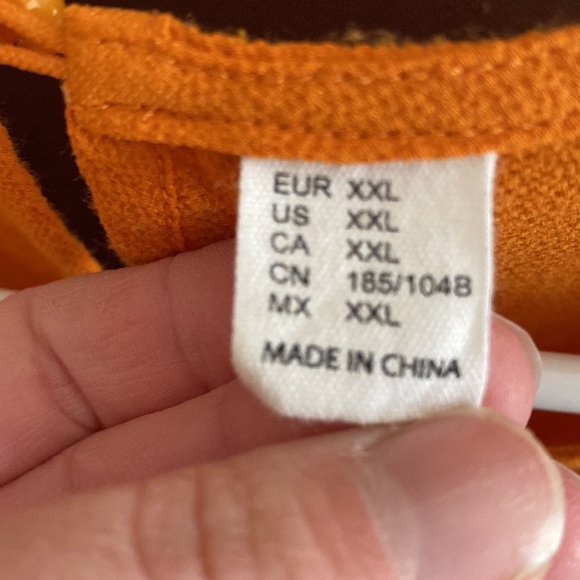 EUR XXL
US XXL
CA XXL
CN 185/104B
MX XXL
MADE IN CHINA